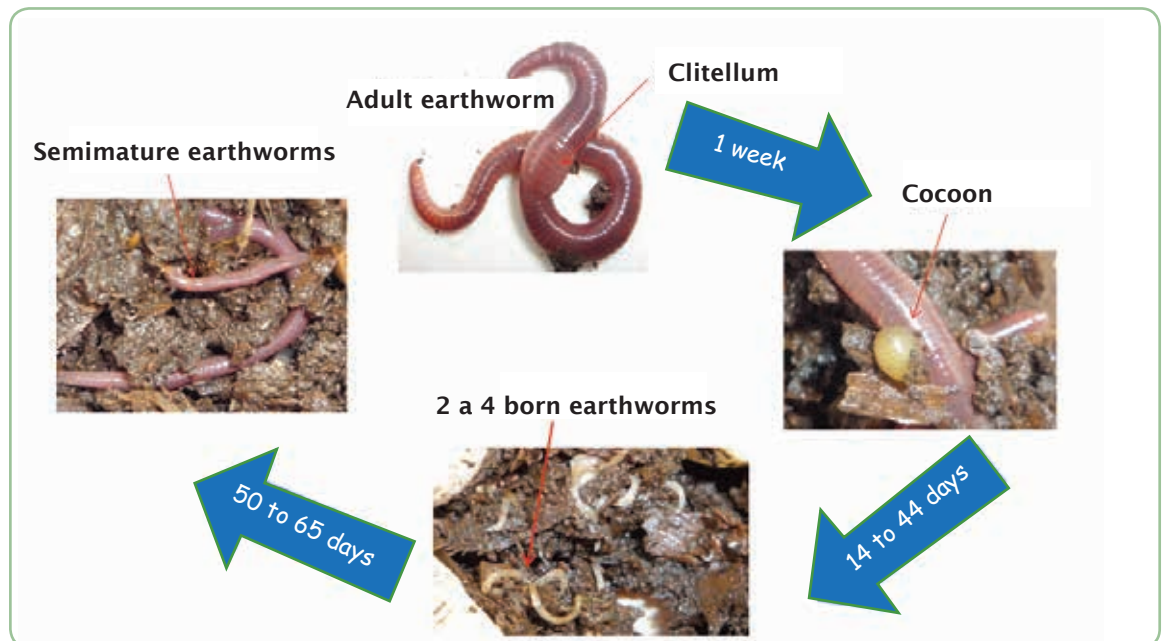 Adult earthworm
Clitellum
1 week
Cocoon
14 to 44 days
2 a 4 born earthworms
50 to 65 days
Semimature earthworms